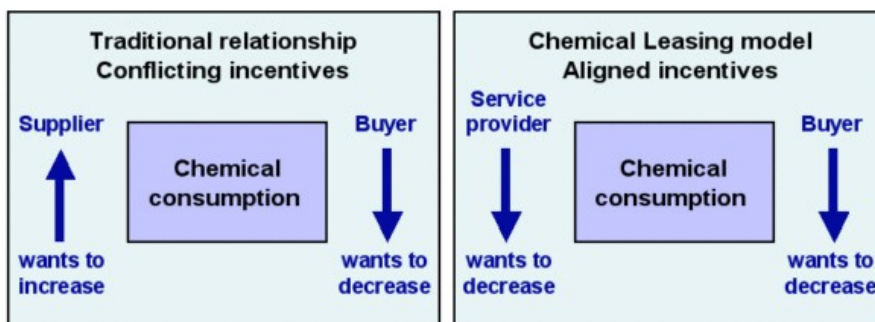 Traditional relationship
Conflicting incentives
Supplier
Buyer
Chemical
consumption
wants to
increase
wants to
decrease
Chemical Leasing model
Aligned incentives
Service
provider
Buyer
Chemical
consumption
wants to
decrease
wants to
decrease